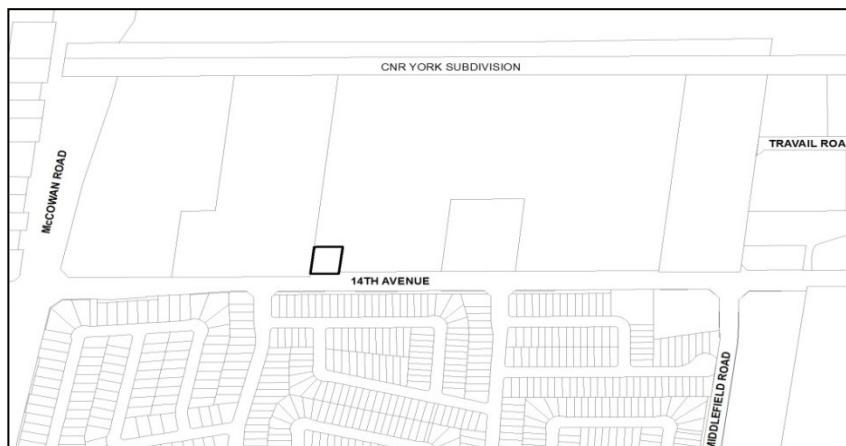 CNR YORK SUBDIVISION
TRAVAIL ROA
McCOWAN ROAD
14TH AVENUE
MIDDLEFIELD ROAD